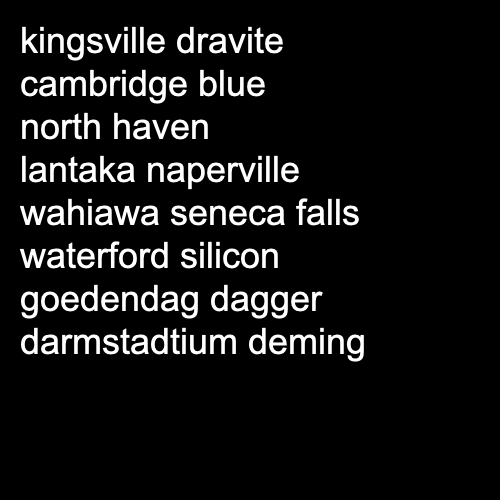 kingsville dravite
cambridge blue
north haven
lantaka naperville
wahiawa seneca falls
waterford silicon
goedendag dagger
darmstadtium deming